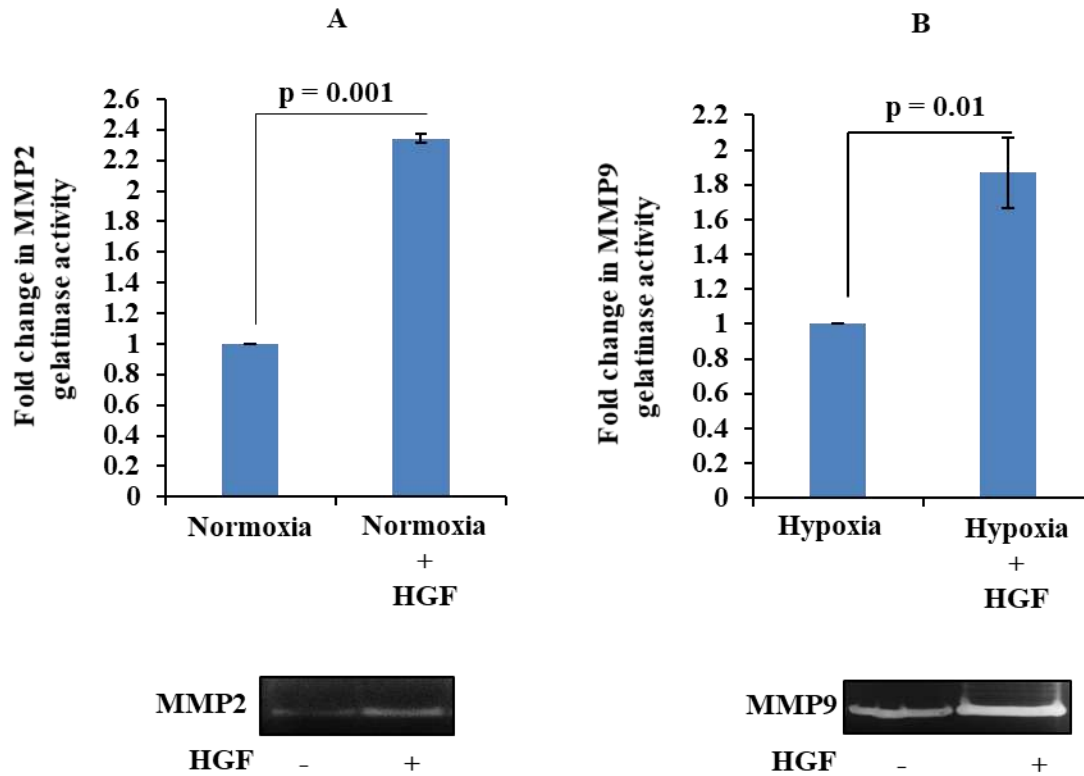 A
p = 0.001
Fold change in MMP2
gelatinase activity
2.6
2.4
2.2
2
1.8
1.6
1.4
1.2
1
0.8
0.6
0.4
0.2
0
Normoxia
Normoxia
+
HGF
MMP2
HGF - +
B
p = 0.01
Fold change in MMP9
gelatinase activity
2.2
2
1.8
1.6
1.4
1.2
1
0.8
0.6
0.4
0.2
0
Hypoxia
Hypoxia
+
HGF
MMP9
HGF - +